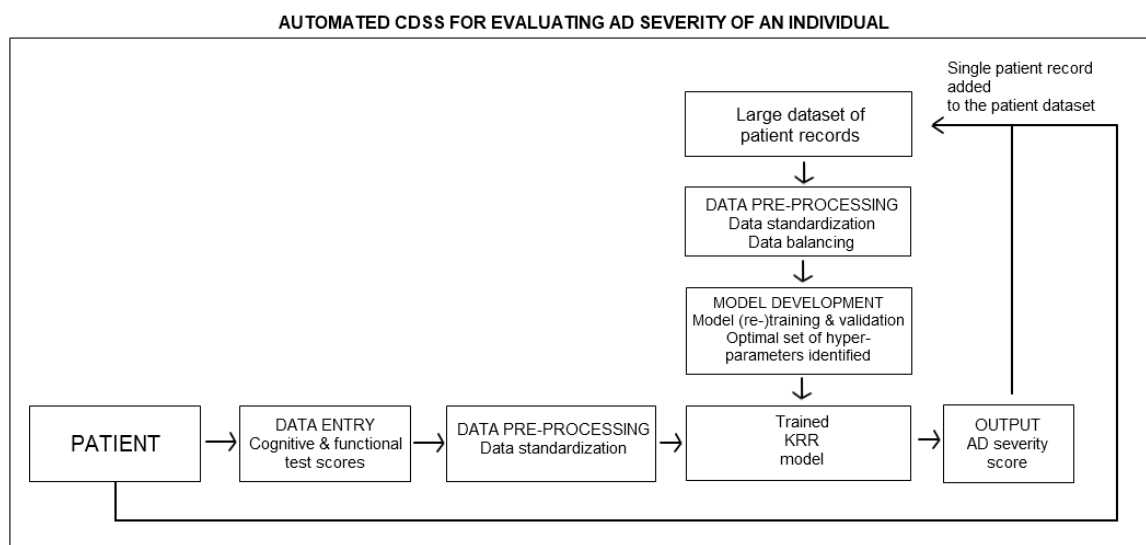 AUTOMATED CDSS FOR EVALUATING AD SEVERITY OF AN INDIVIDUAL
Single patient record
added
to the patient dataset
Large dataset of
patient records
DATA PRE-PROCESSING
Data standardization
Data balancing
MODEL DEVELOPMENT
Model (re-)training & validation
Optimal set of hyper-
parameters identified
PATIENT
DATA ENTRY
Cognitive & functional
test scores
DATA PRE-PROCESSING
Data standardization
Trained
KRR
model
OUTPUT
AD severity
score